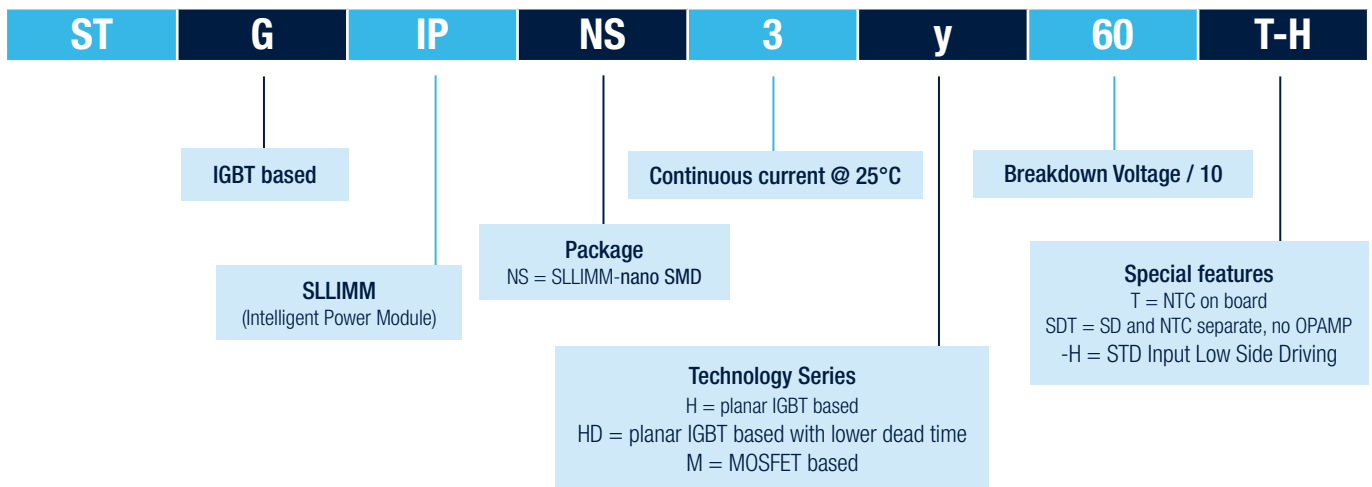 ST G IP NS 3 y 60 T-H
IGBT based
Continuous current @ 25°C
Breakdown Voltage / 10
Package
NS = SLLIMM-nano SMD
SLLIMM
(Intelligent Power Module)
Special features
T = NTC on board
SDT = SD and NTC separate, no OPAMP
-H = STD Input Low Side Driving
Technology Series
H = planar IGBT based
HD = planar IGBT based with lower dead time
M = MOSFET based